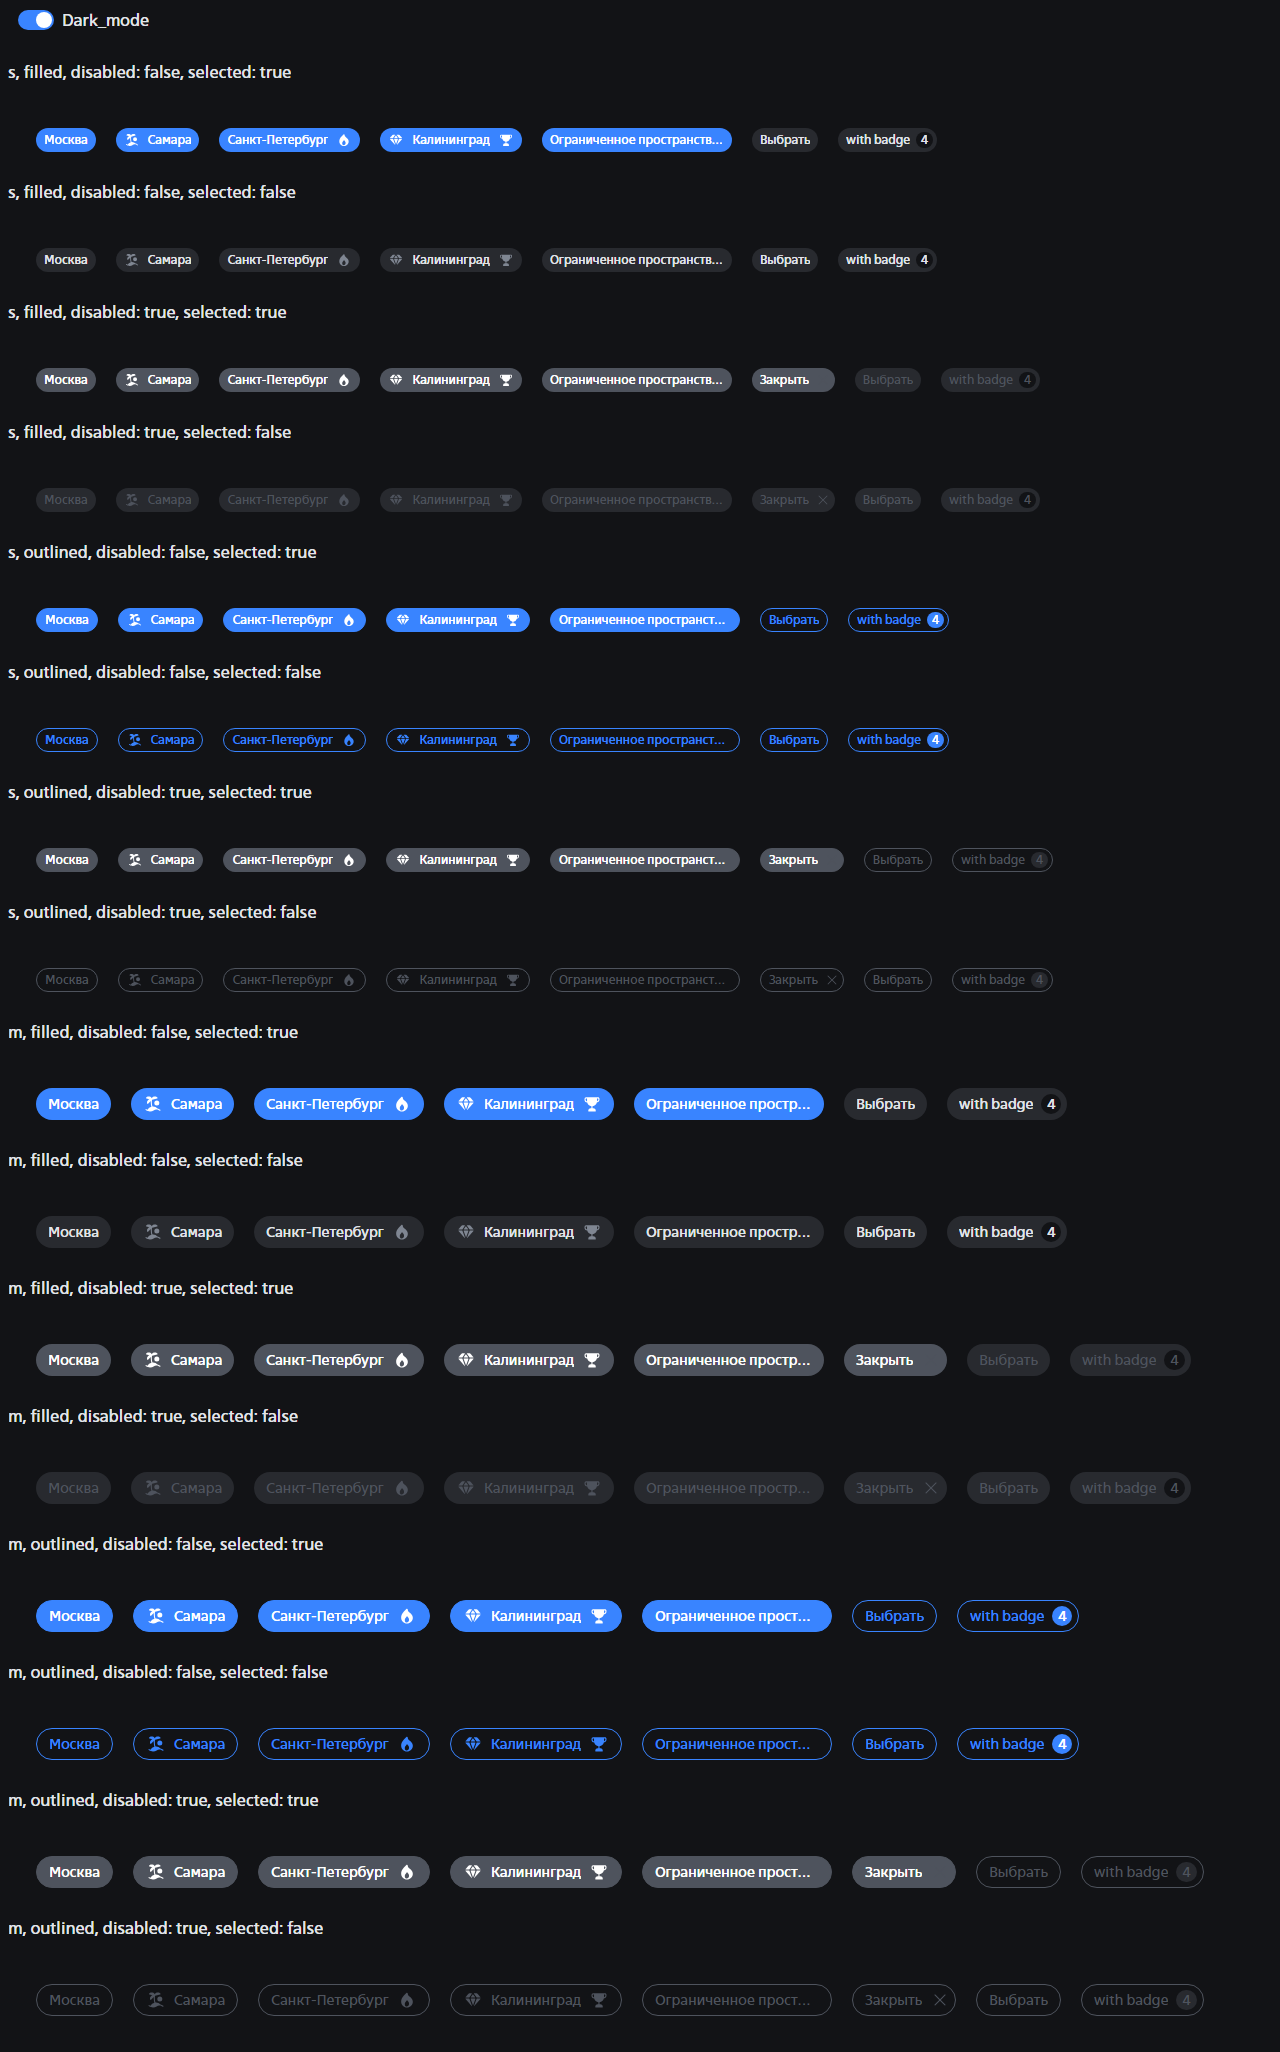 Dark_mode
s, filled, disabled: false, selected: true
Москва Самара Санкт-Петербург Калининград Ограниченное пространств... Выбрать with badge 4
s, filled, disabled: false, selected: false
Москва Самара Санкт-Петербург Калининград Ограниченное пространств... Выбрать with badge 4
s, filled, disabled: true, selected: true
Москва Самара Санкт-Петербург Калининград Ограниченное пространств... Закрыть Выбрать with badge 4
s, filled, disabled: true, selected: false
Москва Самара Санкт-Петербург Калининград Ограниченное пространств... Закрыть Выбрать with badge 4
s, outlined, disabled: false, selected: true
Москва Самара Санкт-Петербург Калининград Ограниченное пространст... Выбрать with badge 4
s, outlined, disabled: false, selected: false
Москва Самара Санкт-Петербург Калининград Ограниченное пространст... Выбрать with badge 4
s, outlined, disabled: true, selected: true
Москва Самара Санкт-Петербург Калининград Ограниченное пространст... Закрыть Выбрать with badge 4
s, outlined, disabled: true, selected: false
Москва Самара Санкт-Петербург Калининград Ограниченное пространст... Закрыть Выбрать with badge 4
m, filled, disabled: false, selected: true
Москва Самара Санкт-Петербург Калининград Ограниченное простр... Выбрать with badge 4
m, filled, disabled: false, selected: false
Москва Самара Санкт-Петербург Калининград Ограниченное простр... Выбрать with badge 4
m, filled, disabled: true, selected: true
Москва Самара Санкт-Петербург Калининград Ограниченное простр... Закрыть Выбрать with badge 4
m, filled, disabled: true, selected: false
Москва Самара Санкт-Петербург Калининград Ограниченное простр... Закрыть Выбрать with badge 4
m, outlined, disabled: false, selected: true
Москва Самара Санкт-Петербург Калининград Ограниченное прост... Выбрать with badge 4
m, outlined, disabled: false, selected: false
Москва Самара Санкт-Петербург Калининград Ограниченное прост... Выбрать with badge 4
m, outlined, disabled: true, selected: true
Москва Самара Санкт-Петербург Калининград Ограниченное прост... Закрыть Выбрать with badge 4
m, outlined, disabled: true, selected: false
Москва Самара Санкт-Петербург Калининград Ограниченное прост... Закрыть Выбрать with badge 4